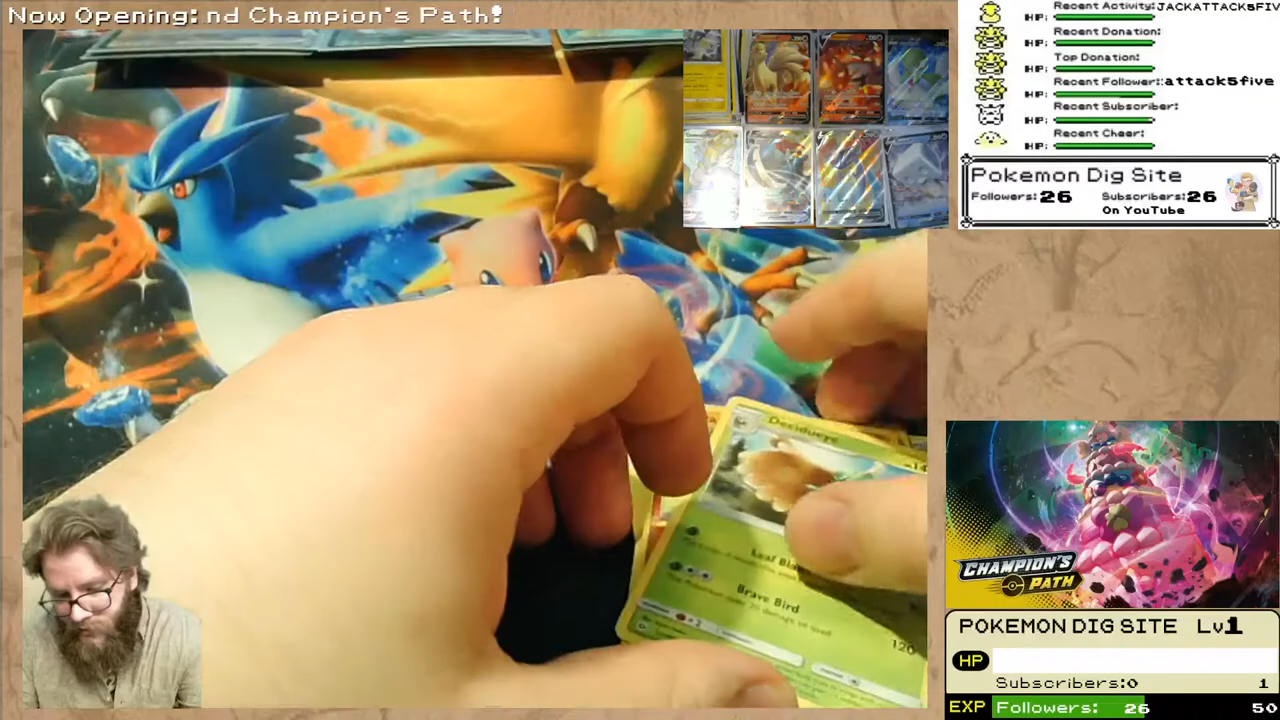 Now Opening: nd Champion's Path!
Recent Activity: JACKATTACK5FIV
HP:
Recent Donation:
HP:
Top Donation:
HP:
Recent Follower: attack5five
HP:
Recent Subscriber:
HP:
Recent Cheer:
HP:
Pokemon Dig Site
Followers: 26 Subscribers: 26
On YouTube
Decidueye
Leaf Bla
Brave Bird
120
CHAMPION'S
PATH
POKEMON DIG SITE Lv1
HP
Subscribers: 0 1
EXP Followers: 26 50